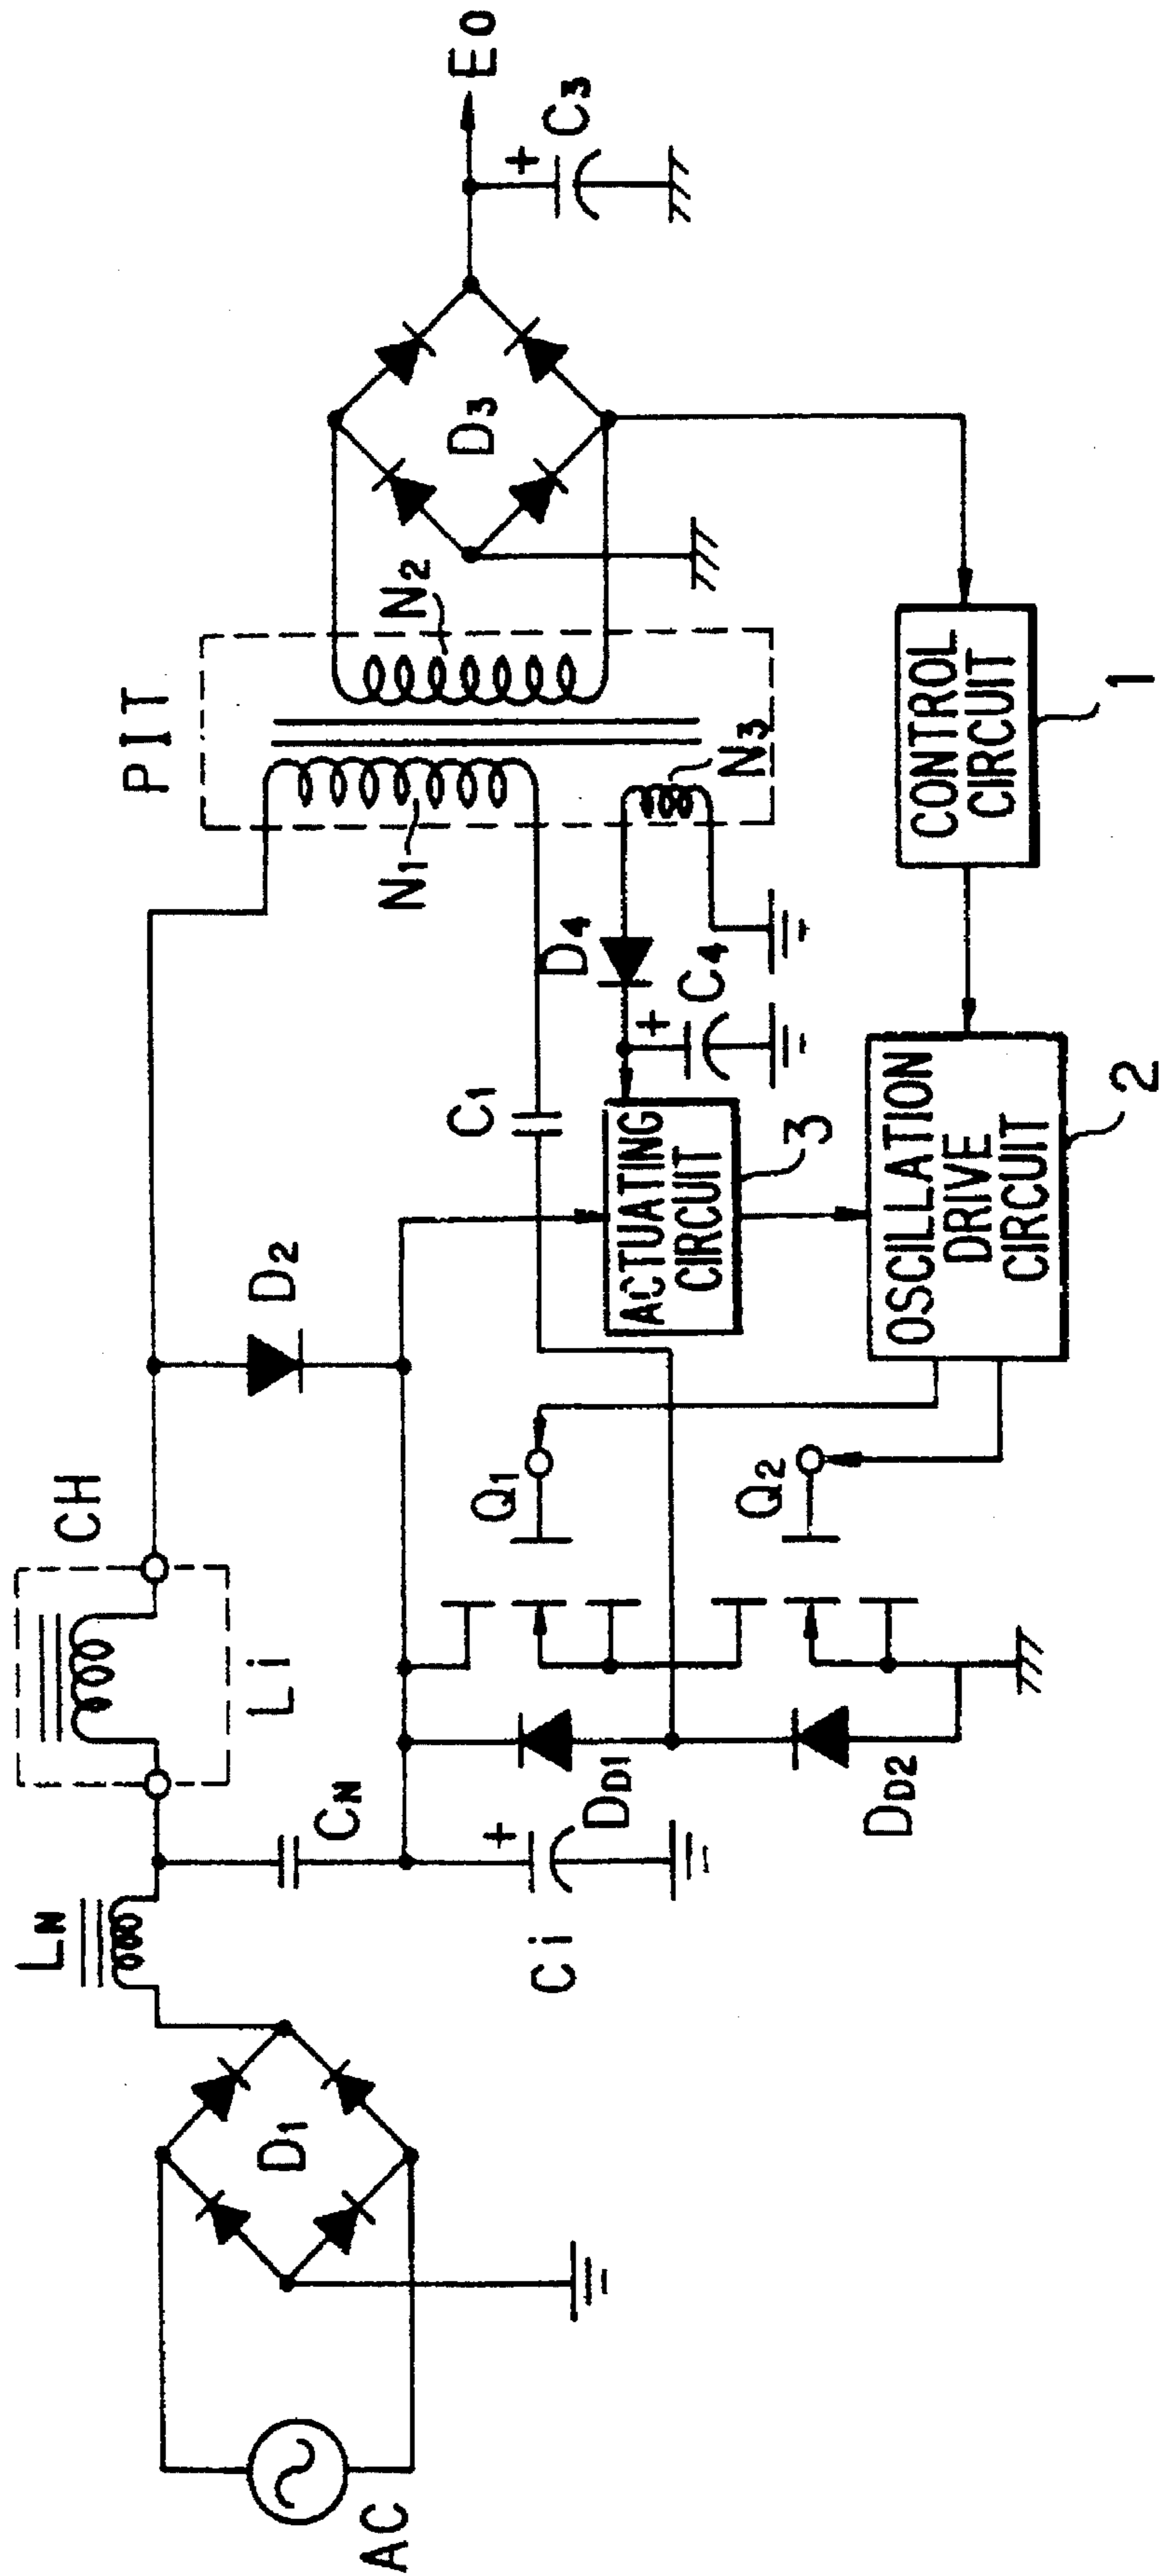 AC
D1
LN
CN
Ci
+
Li
CH
DD1
DD2
D2
Q1
Q2
C1
ACTUATING
CIRCUIT
3
OSCILLATION
DRIVE
CIRCUIT
2
D4
+
C4
PIT
N1
N2
N3
CONTROL
CIRCUIT
1
D3
+
C3
EO